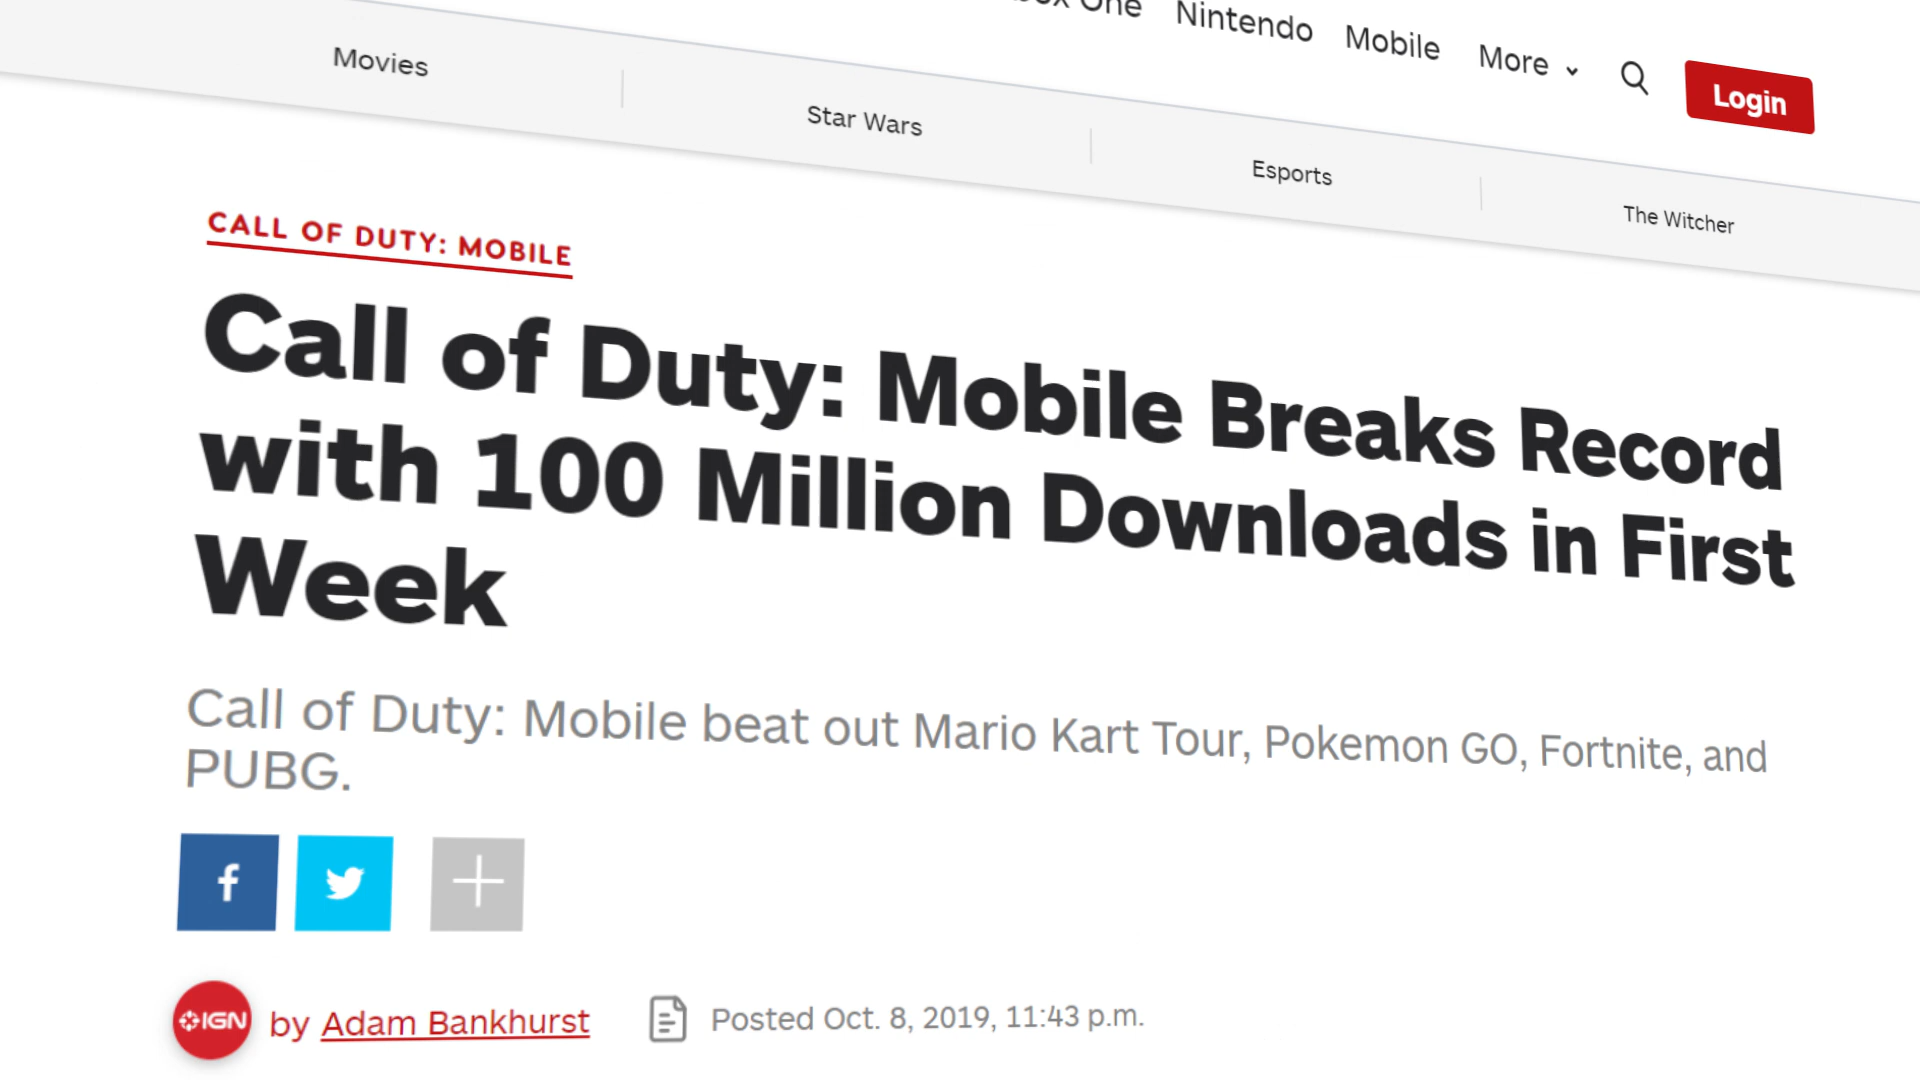 One Nintendo Mobile More Login
Movies Star Wars Esports The Witcher
CALL OF DUTY: MOBILE
Call of Duty: Mobile Breaks Record
with 100 Million Downloads in First
Week
Call of Duty: Mobile beat out Mario Kart Tour, Pokemon GO, Fortnite, and
PUBG.
IGN by Adam Bankhurst Posted Oct. 8, 2019, 11:43 p.m.